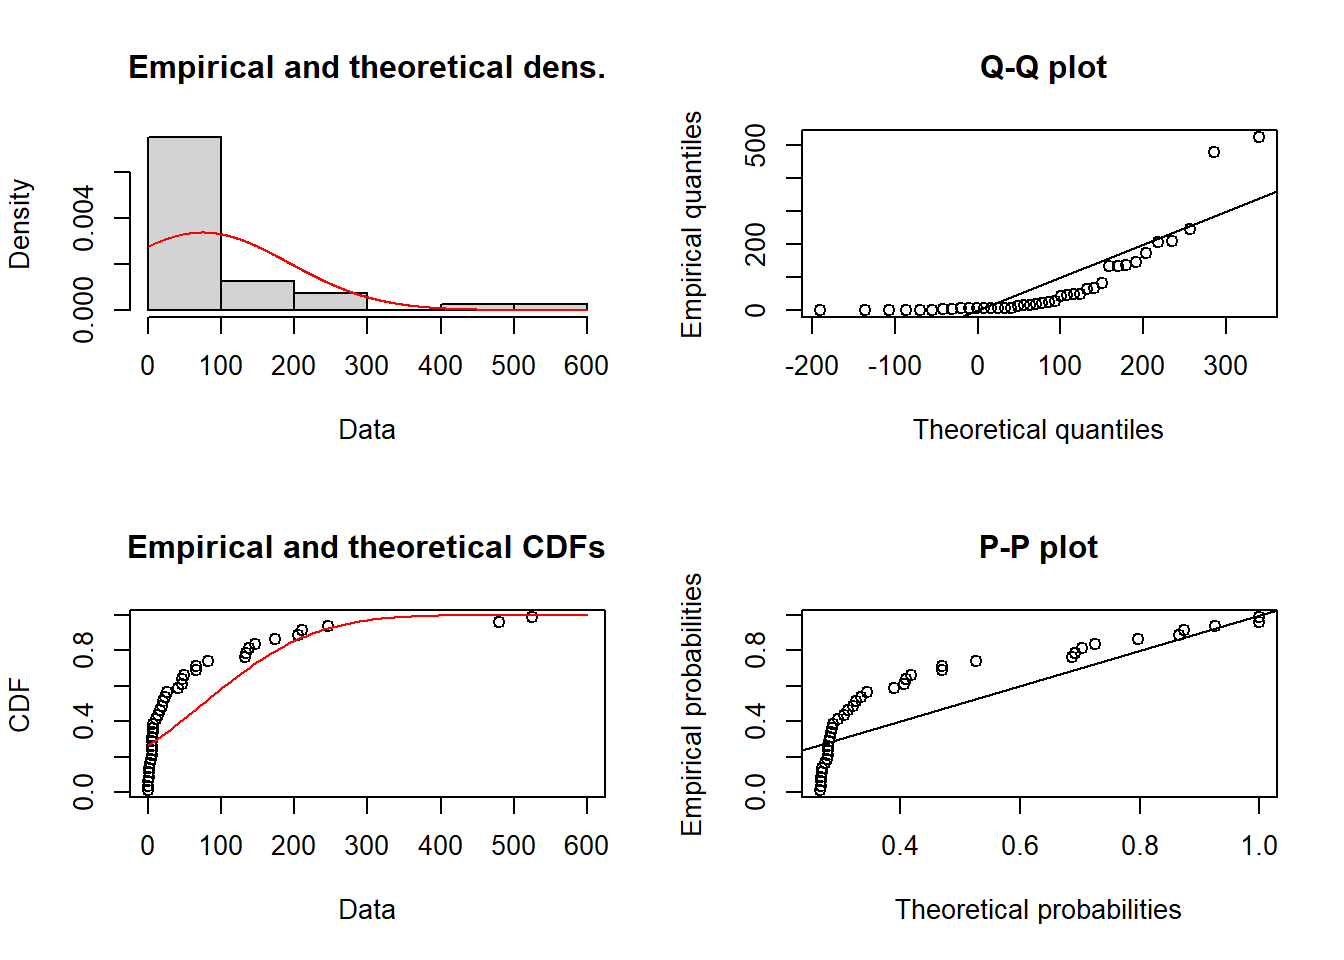 Empirical and theoretical dens.
Density
0.000
0.004
0
100
200
300
400
500
600
Data
Q-Q plot
Empirical quantiles
0
200
500
-200
-100
0
100
200
300
Theoretical quantiles
Empirical and theoretical CDFs
CDF
0.0
0.4
0.8
0
100
200
300
400
500
600
Data
P-P plot
Empirical probabilities
0.0
0.4
0.8
0.4
0.6
0.8
1.0
Theoretical probabilities